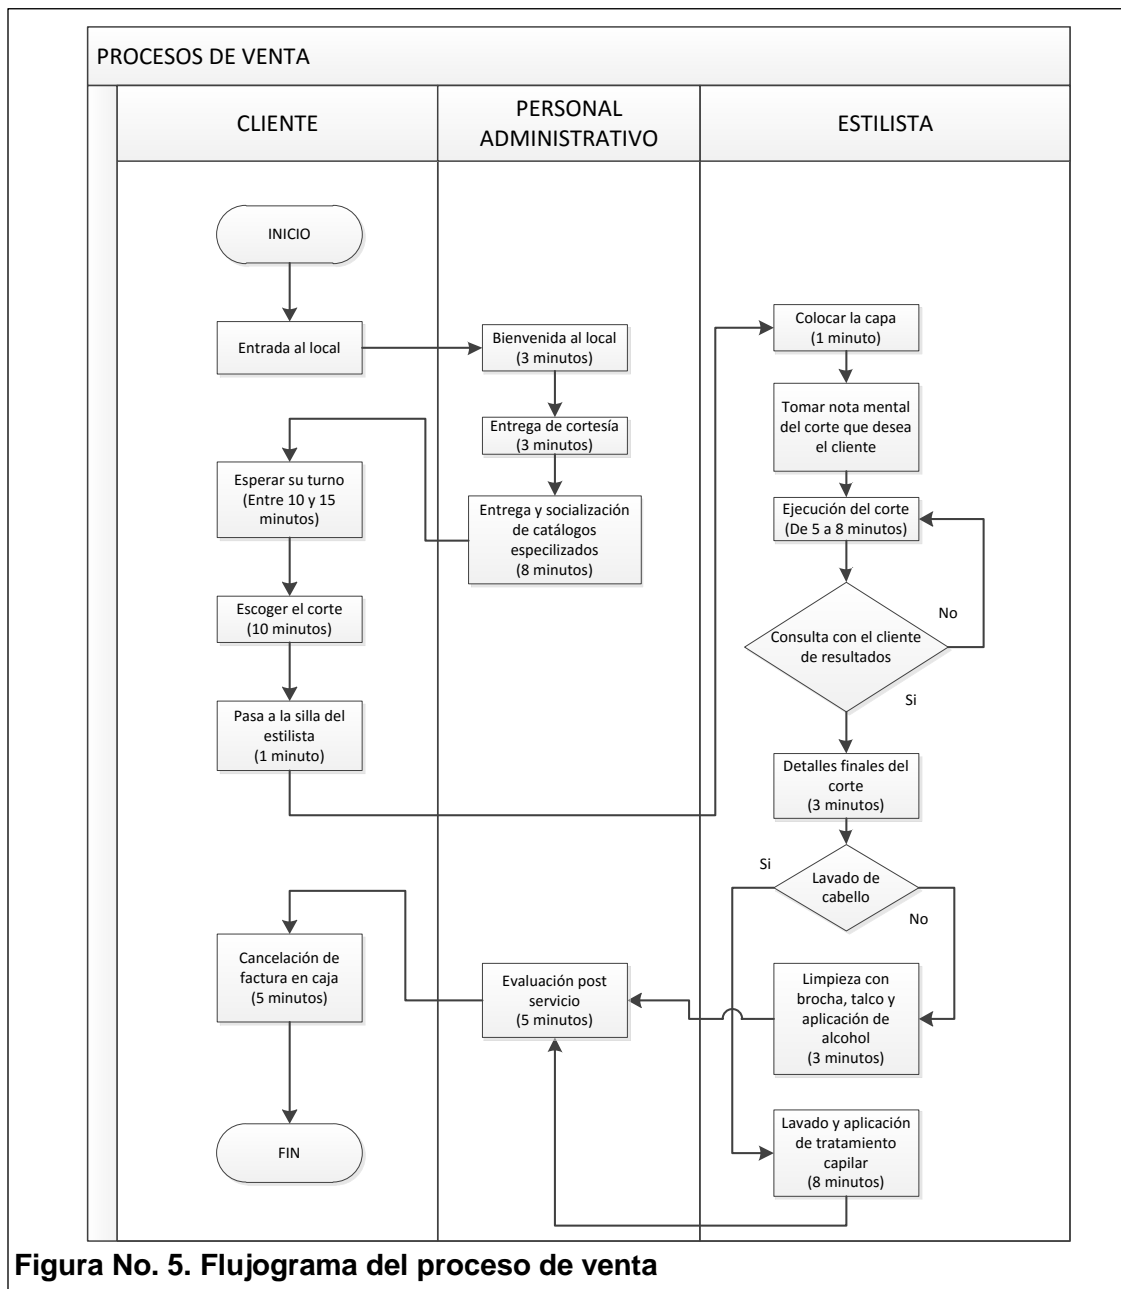 PROCESOS DE VENTA
CLIENTE
PERSONAL
ADMINISTRATIVO
ESTILISTA
INICIO
Entrada al local
Bienvenida al local
(3 minutos)
Entrega de cortesía
(3 minutos)
Entrega y socialización
de catálogos
especilizados
(8 minutos)
Esperar su turno
(Entre 10 y 15
minutos)
Escoger el corte
(10 minutos)
Pasa a la silla del
estilista
(1 minuto)
Colocar la capa
(1 minuto)
Tomar nota mental
del corte que desea
el cliente
Ejecución del corte
(De 5 a 8 minutos)
Consulta con el cliente
de resultados
No
Si
Detalles finales del
corte
(3 minutos)
Lavado de
cabello
Si
No
Limpieza con
brocha, talco y
aplicación de
alcohol
(3 minutos)
Lavado y aplicación
de tratamiento
capilar
(8 minutos)
Evaluación post
servicio
(5 minutos)
Cancelación de
factura en caja
(5 minutos)
FIN
Figura No. 5. Flujograma del proceso de venta